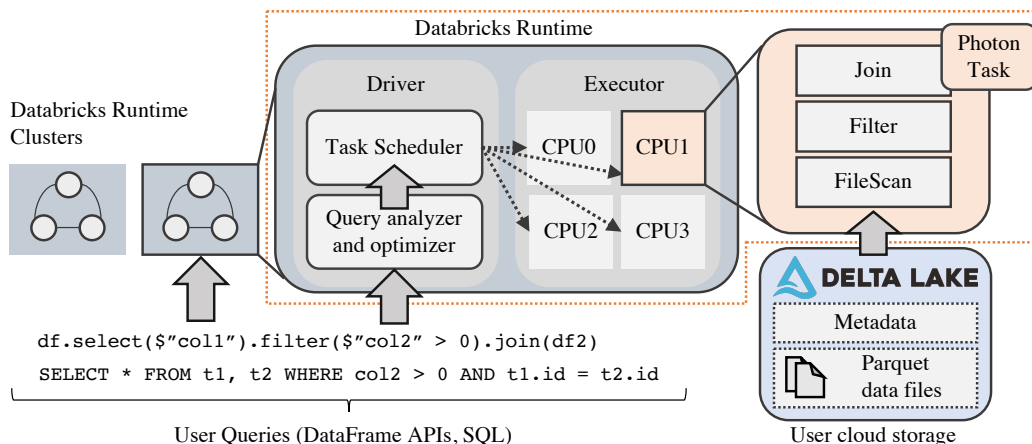 Databricks Runtime
Photon
Task
Driver
Executor
Join
Databricks Runtime
Clusters
Task Scheduler
CPU0
CPU1
Filter
FileScan
Query analyzer
and optimizer
CPU2
CPU3
DELTA LAKE
Metadata
Parquet
data files
df.select($”col1”).filter($”col2” > 0).join(df2)
SELECT * FROM t1, t2 WHERE col2 > 0 AND t1.id = t2.id
User Queries (DataFrame APIs, SQL)
User cloud storage